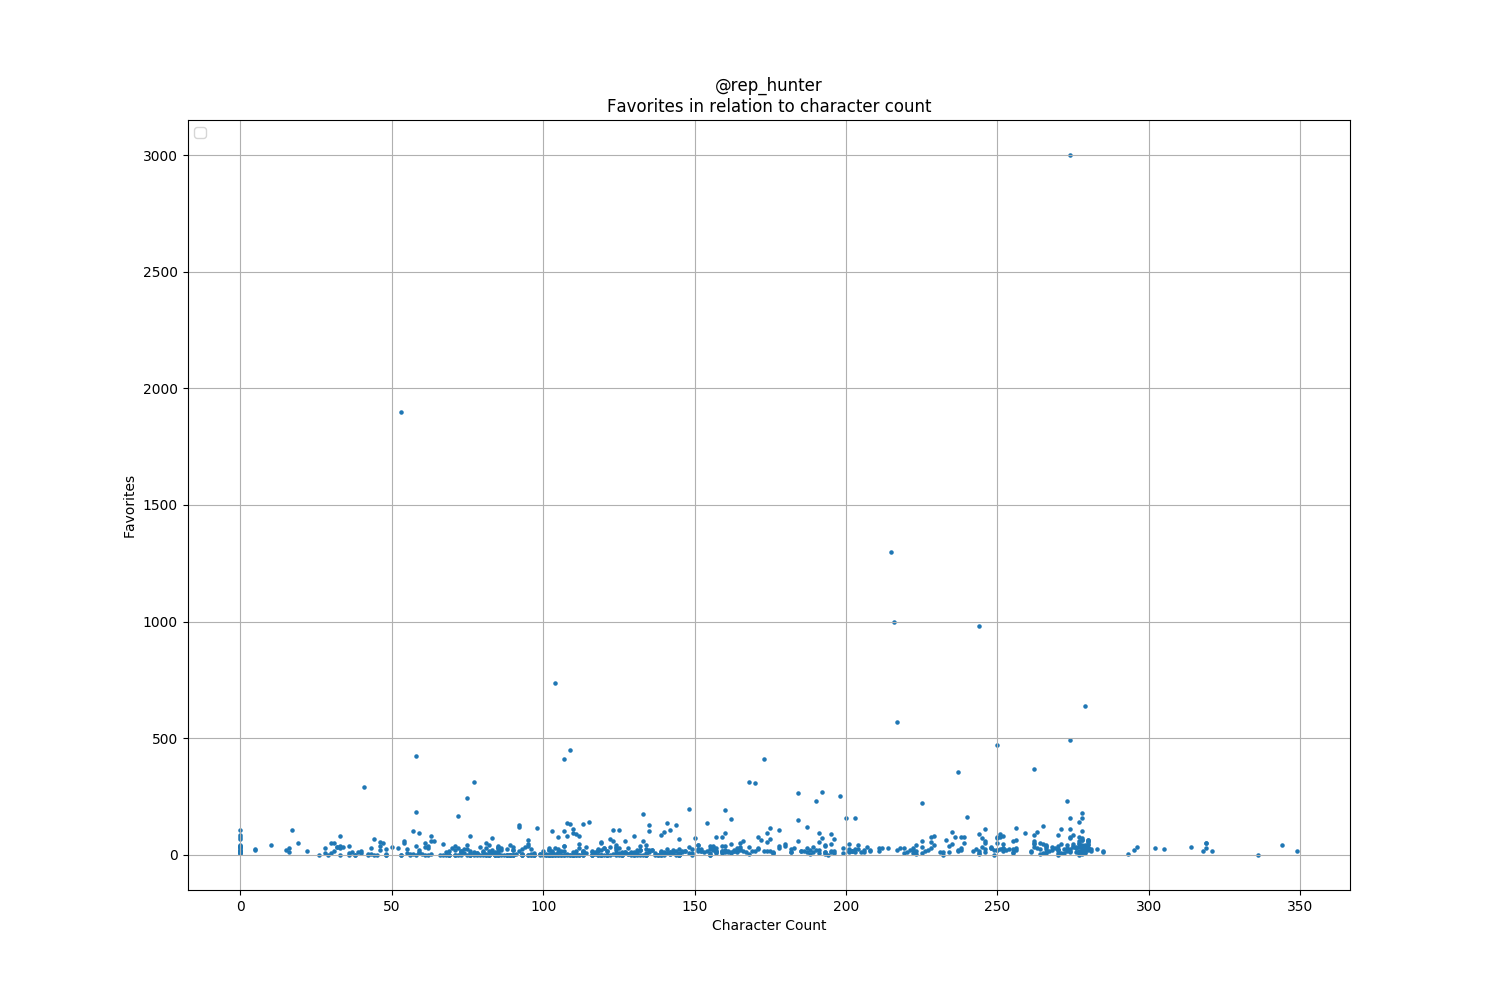 @rep_hunter
Favorites in relation to character count
3000
2500
2000
1500
1000
500
0
Favorites
0 50 100 150 200 250 300 350
Character Count